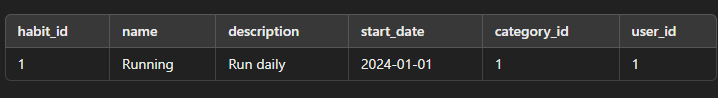 habit_id name description start_date category_id user_id
1 Running Run daily 2024-01-01 1 1